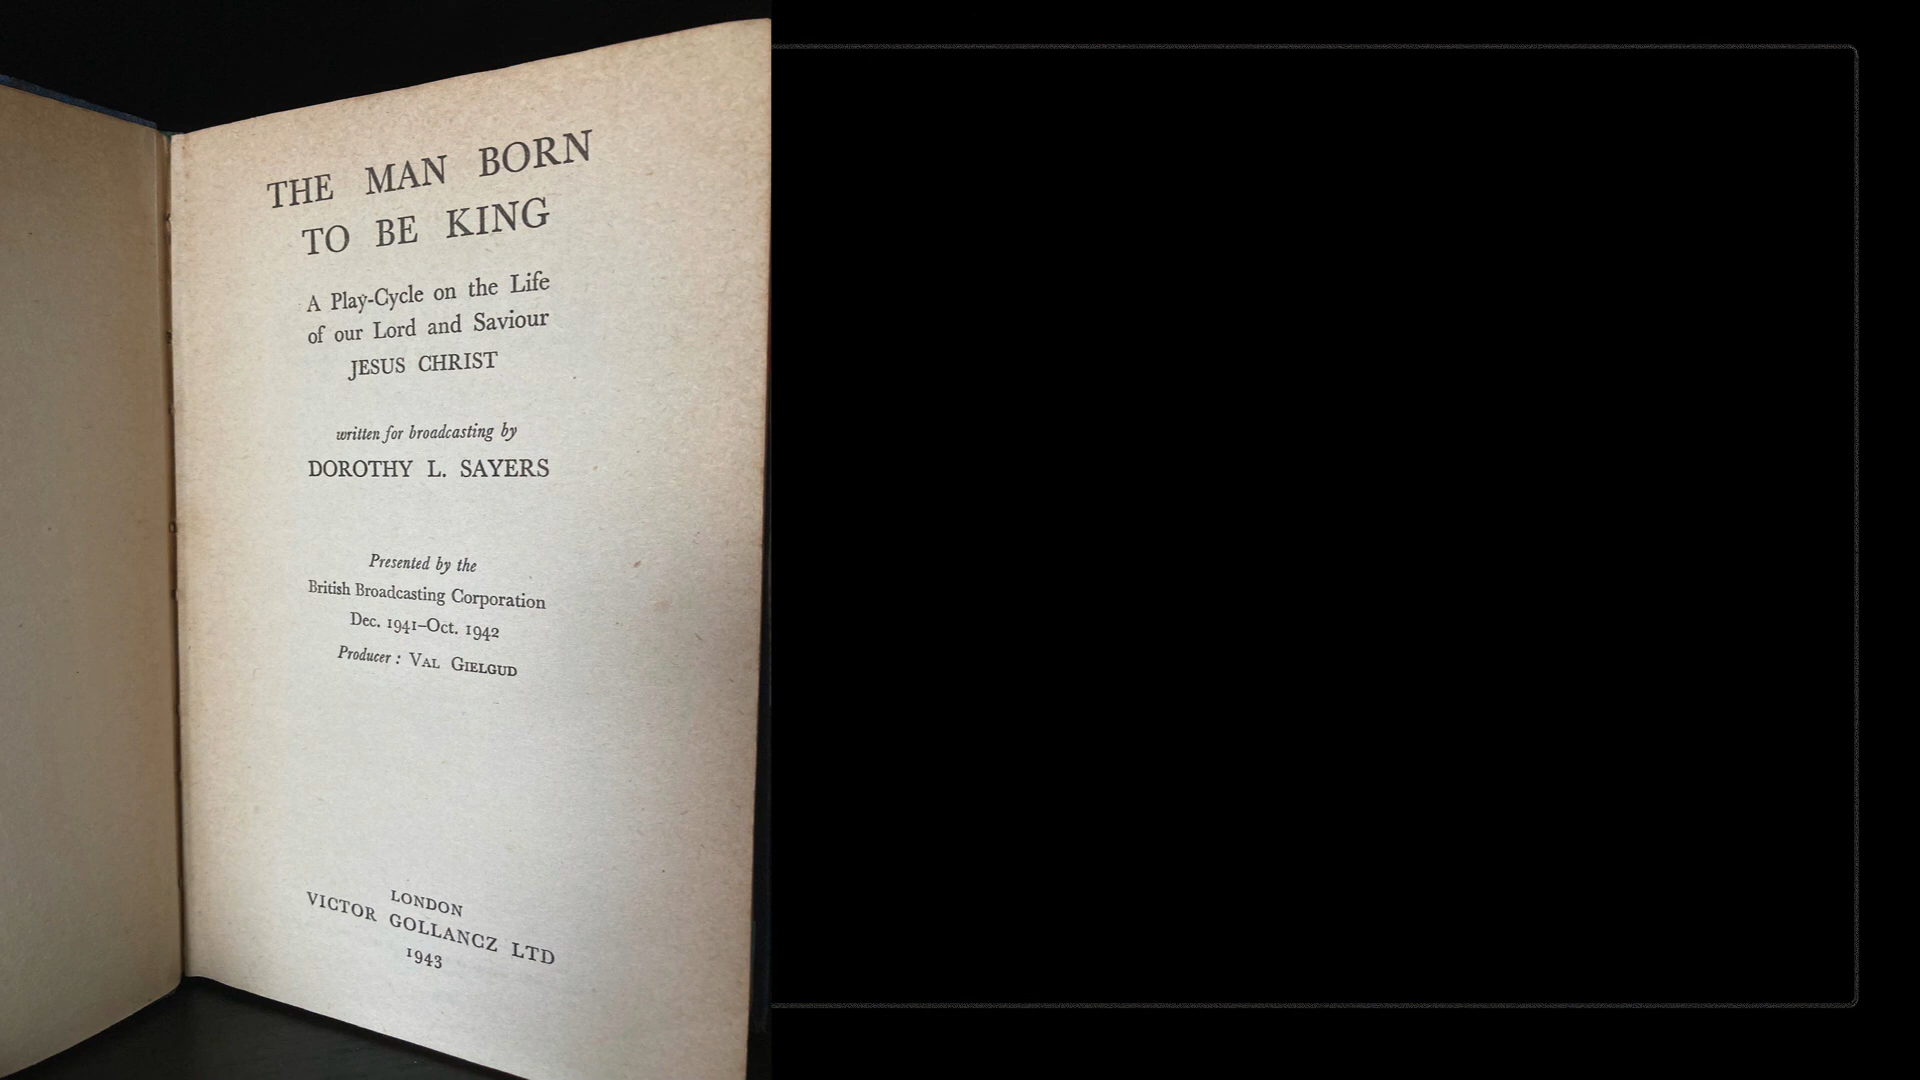 THE MAN BORN
TO BE KING
A Play-Cycle on the Life
of our Lord and Saviour
JESUS CHRIST
written for broadcasting by
DOROTHY L. SAYERS
Presented by the
British Broadcasting Corporation
Dec. 1941–Oct. 1942
Producer : VAL GIELGUD
LONDON
VICTOR GOLLANCZ LTD
1943